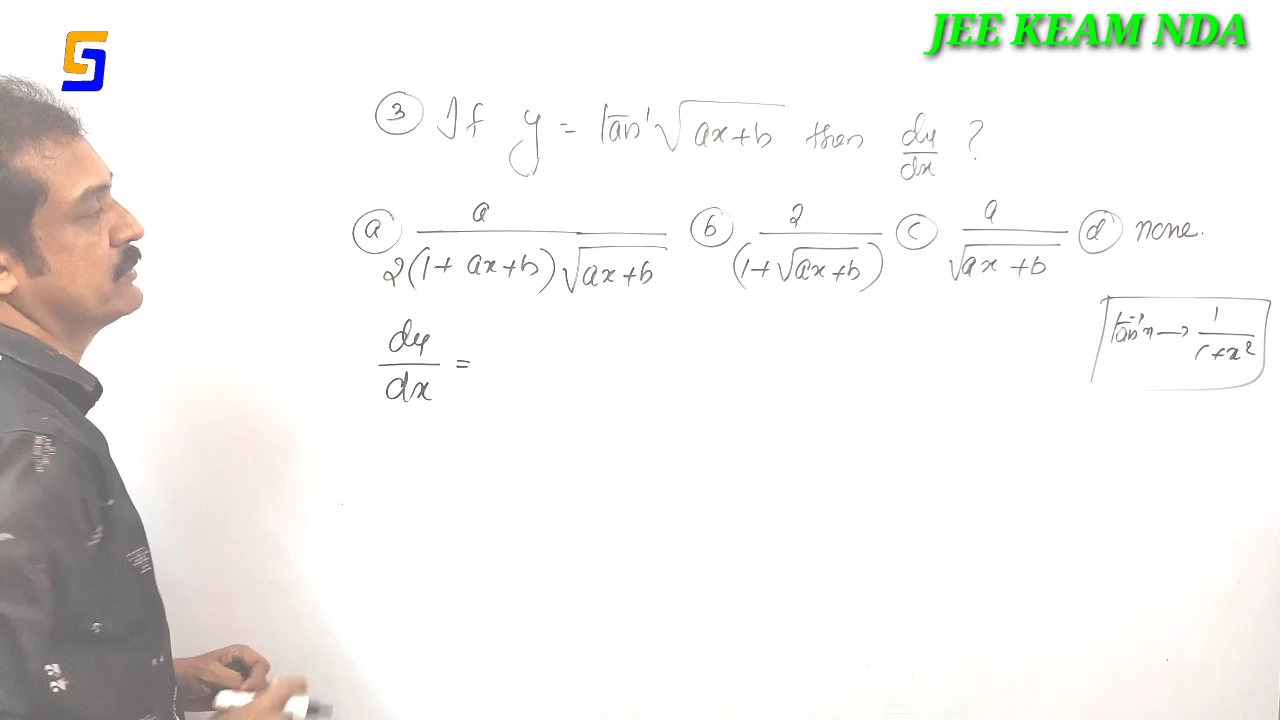 JEE KEAM NDA
③ If y = tan⁻¹ √(ax+b) then dy/dx ?
ⓐ a / 2(1+ ax+b) √(ax+b) ⓑ 2 / (1+√(ax+b)) ⓒ a / √(ax+b) ⓓ none.
tan⁻¹x → 1 / 1+x²
dy/dx =